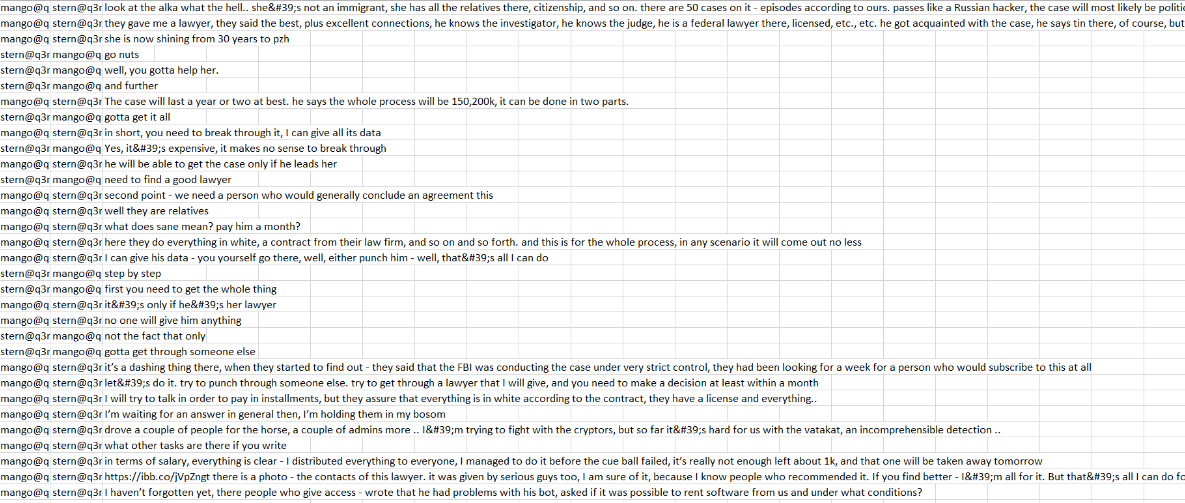 mango@q stern@q3r look at the alka what the hell.. she&#39;s not an immigrant, she has all the relatives there, citizenship, and so on. there are 50 cases on it - episodes according to ours. passes like a Russian hacker, the case will most likely be politic
mango@q stern@q3r they gave me a lawyer, they said the best, plus excellent connections, he knows the investigator, he knows the judge, he is a federal lawyer there, licensed, etc., etc. he got acquainted with the case, he says tin there, of course, but
mango@q stern@q3r she is now shining from 30 years to pzh
stern@q3r mango@q go nuts
stern@q3r mango@q well, you gotta help her.
stern@q3r mango@q and further
mango@q stern@q3r The case will last a year or two at best. he says the whole process will be 150,200k, it can be done in two parts.
stern@q3r mango@q gotta get it all
mango@q stern@q3r in short, you need to break through it, I can give all its data
stern@q3r mango@q Yes, it&#39;s expensive, it makes no sense to break through
mango@q stern@q3r he will be able to get the case only if he leads her
stern@q3r mango@q need to find a good lawyer
mango@q stern@q3r second point - we need a person who would generally conclude an agreement this
mango@q stern@q3r well they are relatives
mango@q stern@q3r what does sane mean? pay him a month?
mango@q stern@q3r here they do everything in white, a contract from their law firm, and so on and so forth. and this is for the whole process, in any scenario it will come out no less
mango@q stern@q3r I can give his data - you yourself go there, well, either punch him - well, that&#39;s all I can do
stern@q3r mango@q step by step
stern@q3r mango@q first you need to get the whole thing
mango@q stern@q3r it&#39;s only if he&#39;s her lawyer
mango@q stern@q3r no one will give him anything
stern@q3r mango@q not the fact that only
stern@q3r mango@q gotta get through someone else
mango@q stern@q3r it's a dashing thing there, when they started to find out - they said that the FBI was conducting the case under very strict control, they had been looking for a week for a person who would subscribe to this at all
mango@q stern@q3r let&#39;s do it. try to punch through someone else. try to get through a lawyer that I will give, and you need to make a decision at least within a month
mango@q stern@q3r I will try to talk in order to pay in installments, but they assure that everything is in white according to the contract, they have a license and everything..
mango@q stern@q3r I'm waiting for an answer in general then, I'm holding them in my bosom
mango@q stern@q3r drove a couple of people for the horse, a couple of admins more .. I&#39;m trying to fight with the cryptors, but so far it&#39;s hard for us with the vatakat, an incomprehensible detection ..
mango@q stern@q3r what other tasks are there if you write
mango@q stern@q3r in terms of salary, everything is clear - I distributed everything to everyone, I managed to do it before the cue ball failed, it's really not enough left about 1k, and that one will be taken away tomorrow
mango@q stern@q3r https://ibb.co/jVpZngt there is a photo - the contacts of this lawyer. it was given by serious guys too, I am sure of it, because I know people who recommended it. If you find better - I&#39;m all for it. But that&#39;s all I can do fo
mango@q stern@q3r I haven't forgotten yet, there people who give access - wrote that he had problems with his bot, asked if it was possible to rent software from us and under what conditions?